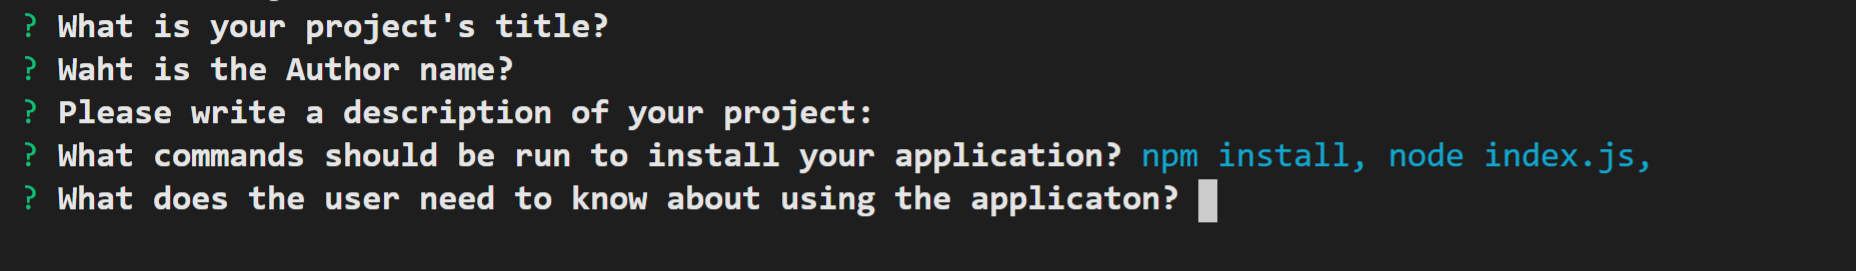 ? What is your project's title?
? Waht is the Author name?
? Please write a description of your project:
? What commands should be run to install your application? npm install, node index.js,
? What does the user need to know about using the applicaton?